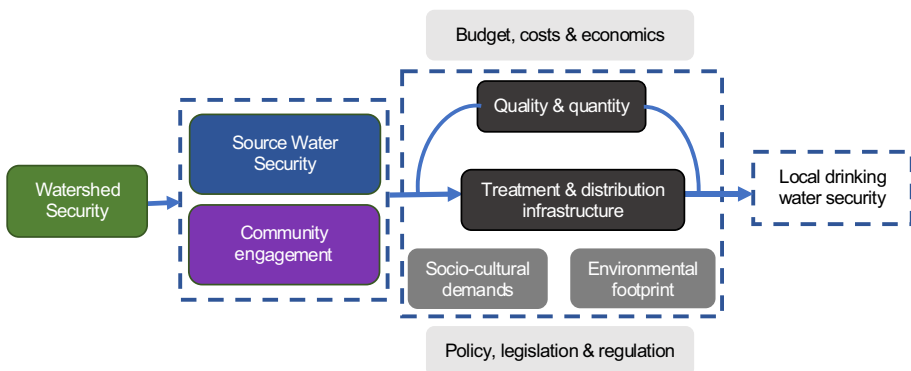 Budget, costs & economics
Quality & quantity
Source Water
Security
Watershed
Security
Treatment & distribution
infrastructure
Local drinking
water security
Community
engagement
Socio-cultural
demands
Environmental
footprint
Policy, legislation & regulation